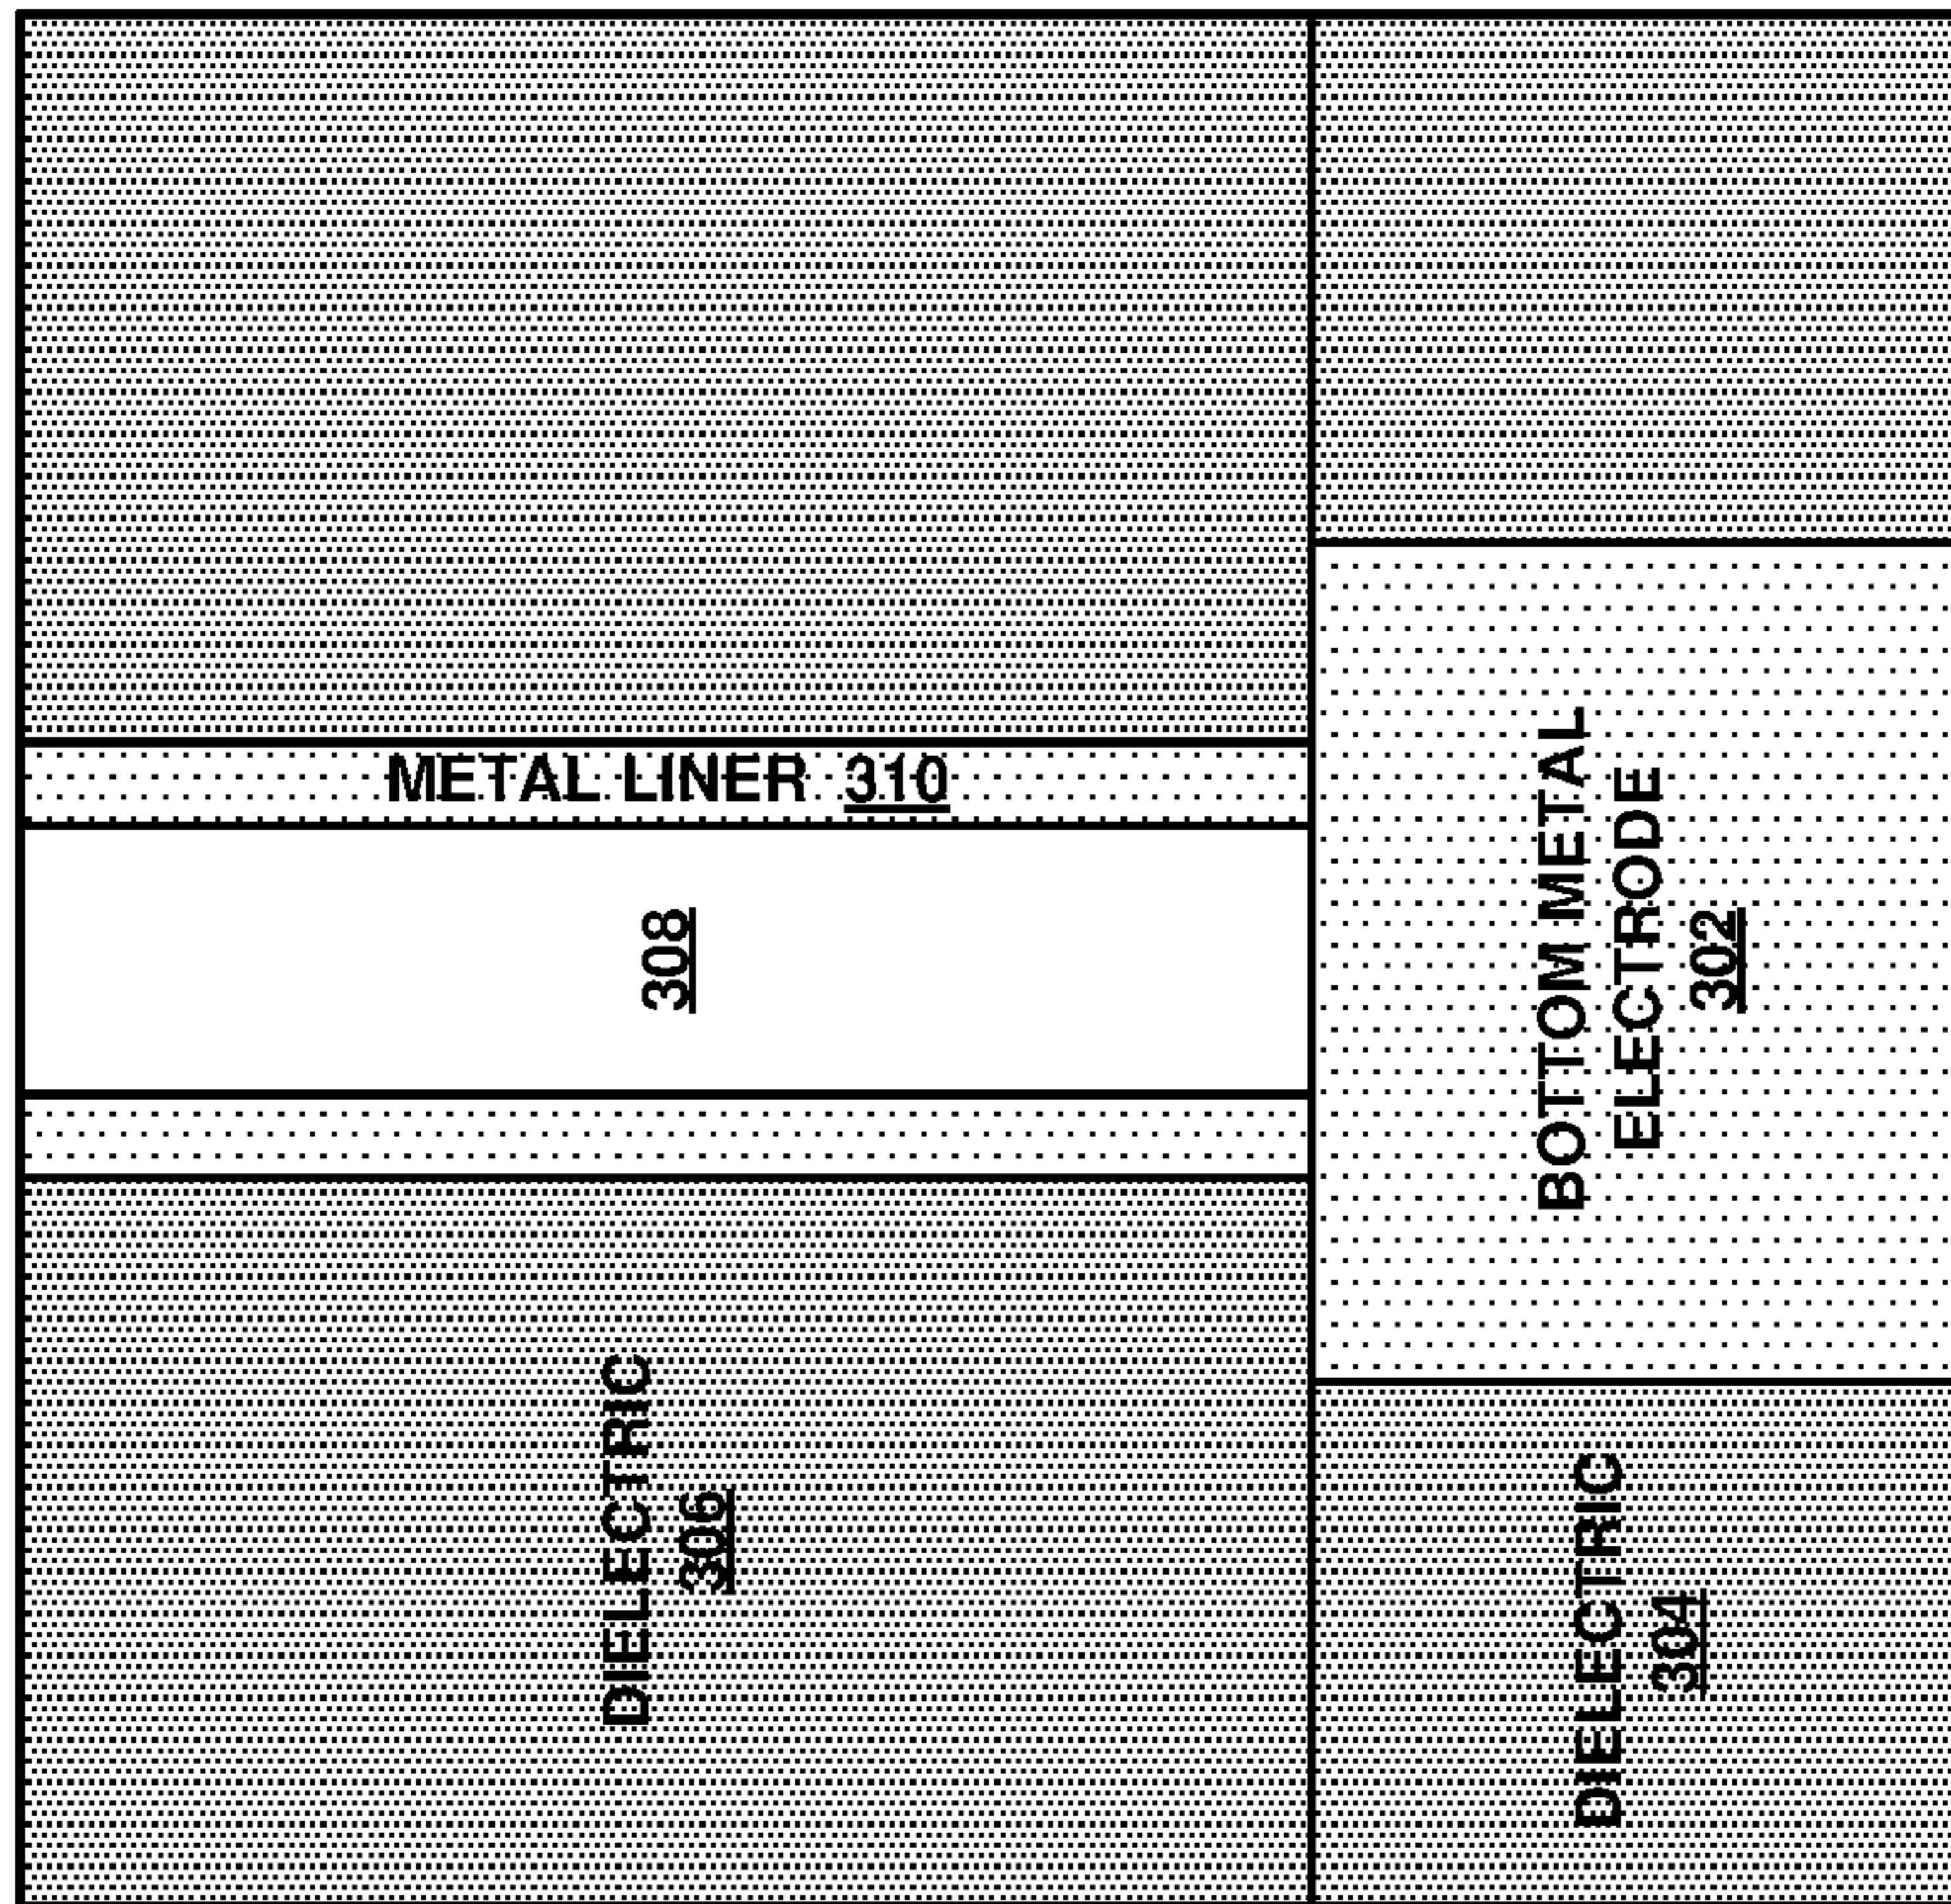 METAL LINER 310
308
BOTTOM METAL
ELECTRODE
302
DIELECTRIC
306
DIELECTRIC
304